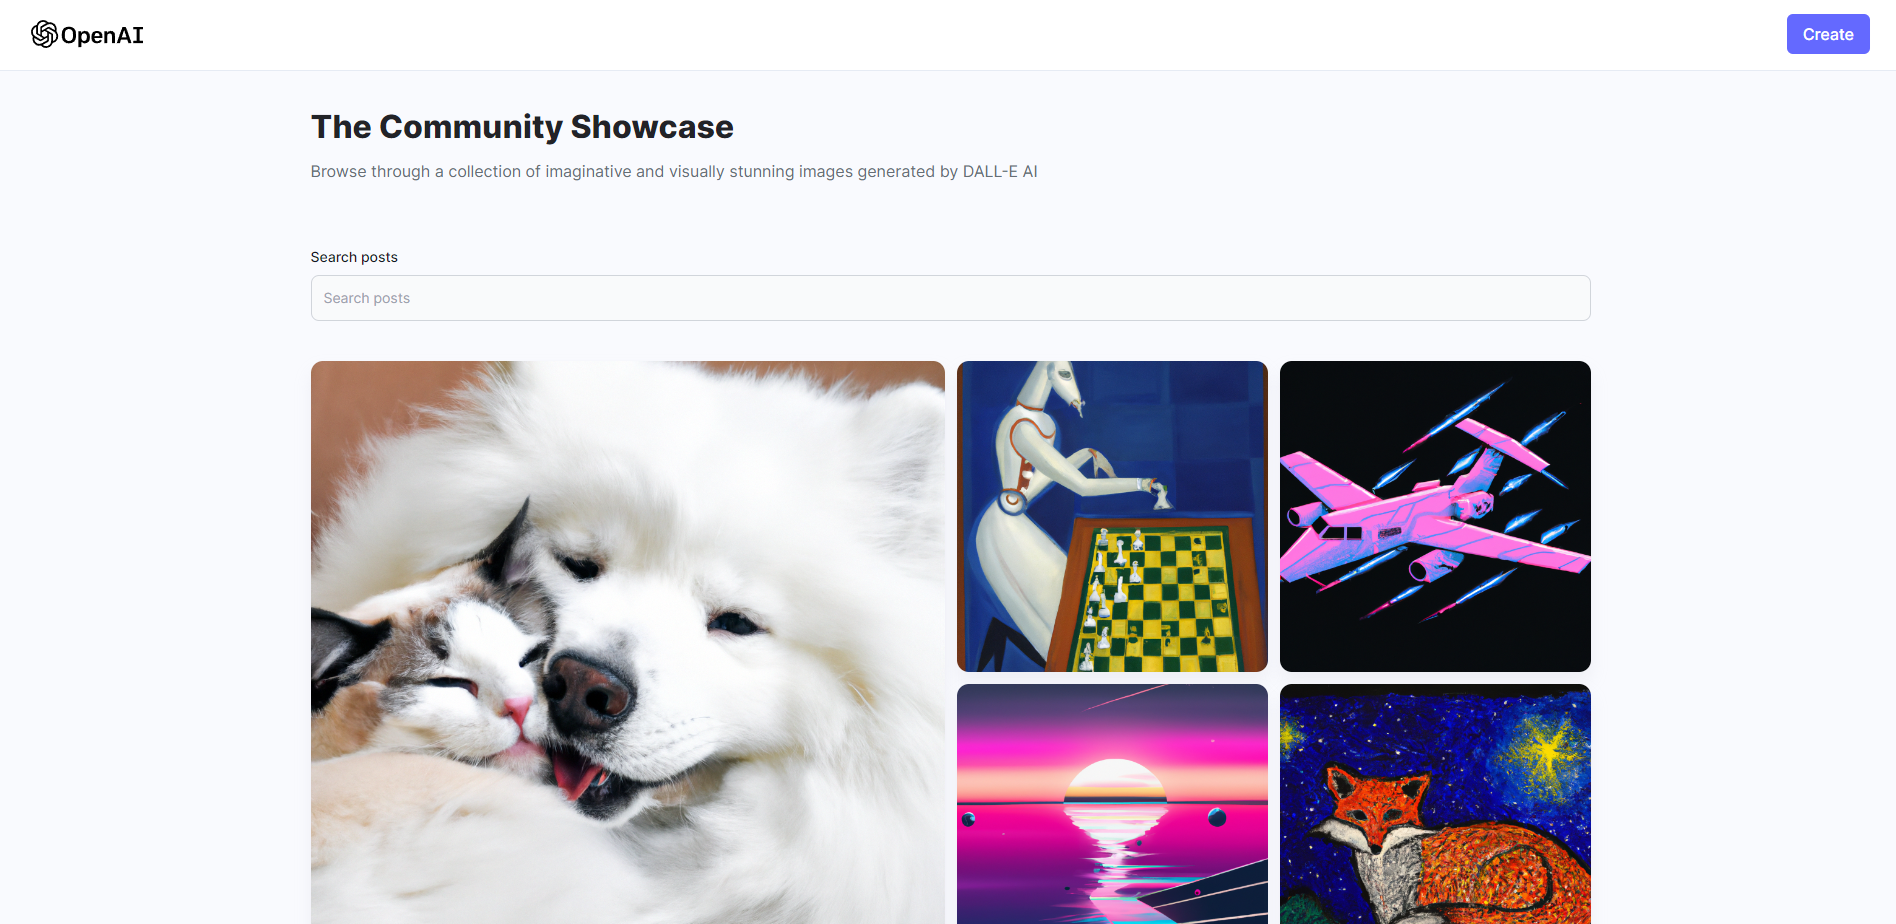 OpenAI
Create
The Community Showcase
Browse through a collection of imaginative and visually stunning images generated by DALL-E AI
Search posts
Search posts